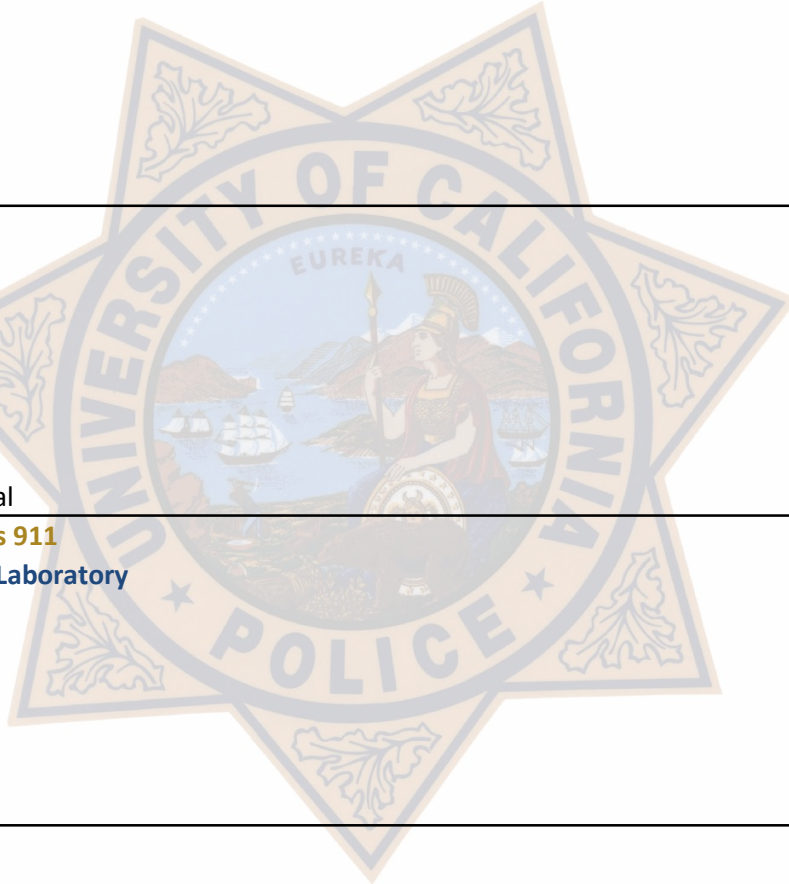 UNIVERSITY OF CALIFORNIA
EUREKA
al
s 911
Laboratory
POLICE